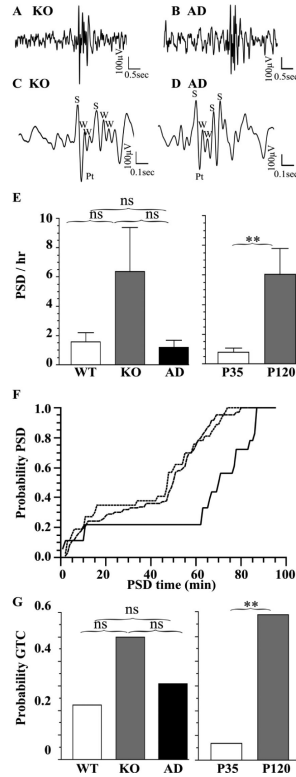 A KO B AD
100μV
0.5sec
100μV
0.5sec
C KO D AD
S S S S S
W W W W W W
Pt Pt
100μV
0.1sec
100μV
0.1sec
E
ns
ns ns **
PSD / hr
10
8
6
4
2
0
WT KO AD P35 P120
F
Probability PSD
1.0
0.8
0.6
0.4
0.2
0.0
0 20 40 60 80 100
PSD time (min)
G
ns
ns ns **
Probability GTC
0.6
0.4
0.2
0
WT KO AD P35 P120